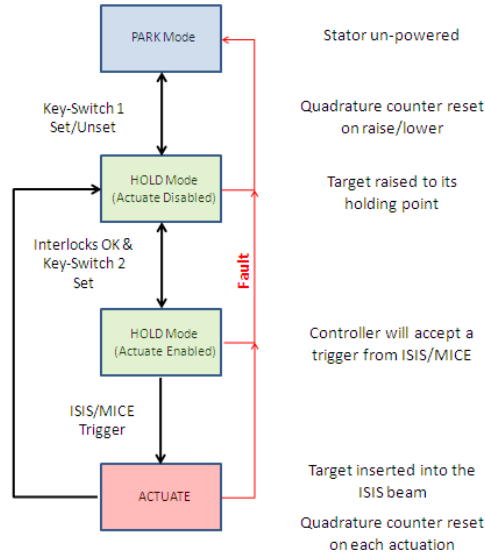 PARK Mode
Stator un-powered
Key-Switch 1
Set/Unset
Quadrature counter reset
on raise/lower
HOLD Mode
(Actuate Disabled)
Target raised to its
holding point
Interlocks OK &
Key-Switch 2
Set
Fault
HOLD Mode
(Actuate Enabled)
Controller will accept a
trigger from ISIS/MICE
ISIS/MICE
Trigger
ACTUATE
Target inserted into the
ISIS beam
Quadrature counter reset
on each actuation